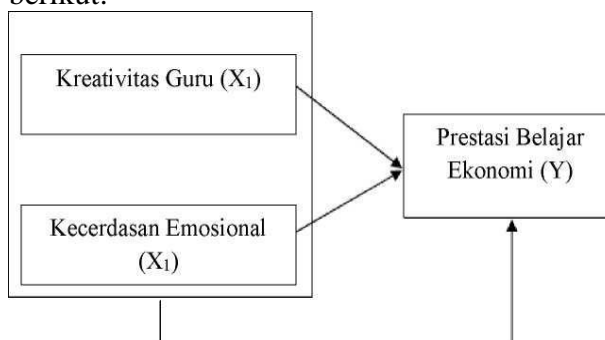 berikut:
Kreativitas Guru (X₁)
Prestasi Belajar
Ekonomi (Y)
Kecerdasan Emosional
(X₁)